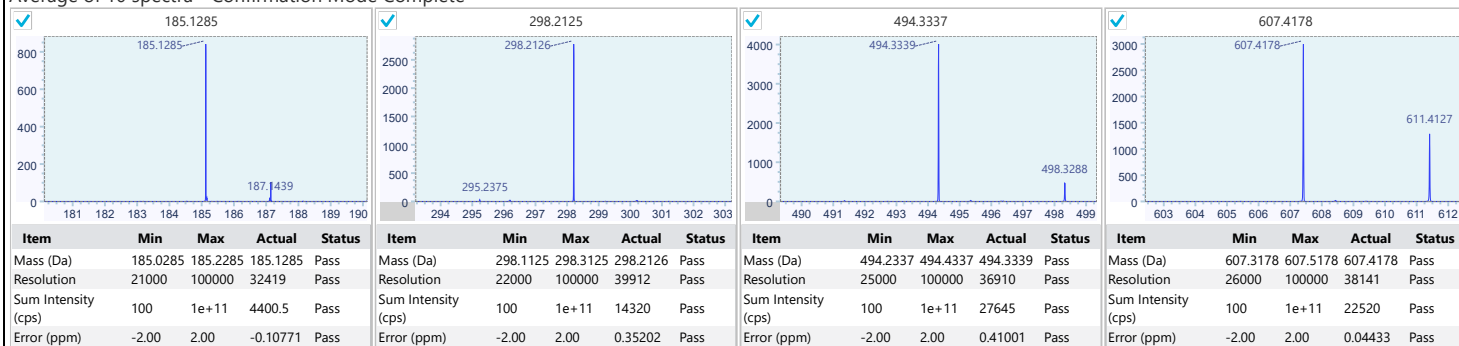 185.1285 298.2125 494.3337 607.4178
800 185.1285 2500 298.2126 4000 494.3339 3000 607.4178
600 2000 3000 2500
400 1500 2000 2000 611.4127
200 187.1439 1000 295.2375 1000 498.3288 1500
0 500 0 1000
0 500
0
181 182 183 184 185 186 187 188 189 190 294 295 296 297 298 299 300 301 302 303 490 491 492 493 494 495 496 497 498 499 603 604 605 606 607 608 609 610 611 612
Item Min Max Actual Status Item Min Max Actual Status Item Min Max Actual Status Item Min Max Actual Status
Mass (Da) 185.0285 185.2285 185.1285 Pass Mass (Da) 298.1125 298.3125 298.2126 Pass Mass (Da) 494.2337 494.4337 494.3339 Pass Mass (Da) 607.3178 607.5178 607.4178 Pass
Resolution 21000 100000 32419 Pass Resolution 22000 100000 39912 Pass Resolution 25000 100000 36910 Pass Resolution 26000 100000 38141 Pass
Sum Intensity (cps) 100 1e+11 4400.5 Pass Sum Intensity (cps) 100 1e+11 14320 Pass Sum Intensity (cps) 100 1e+11 27645 Pass Sum Intensity (cps) 100 1e+11 22520 Pass
Error (ppm) -2.00 2.00 -0.10771 Pass Error (ppm) -2.00 2.00 0.35202 Pass Error (ppm) -2.00 2.00 0.41001 Pass Error (ppm) -2.00 2.00 0.04433 Pass